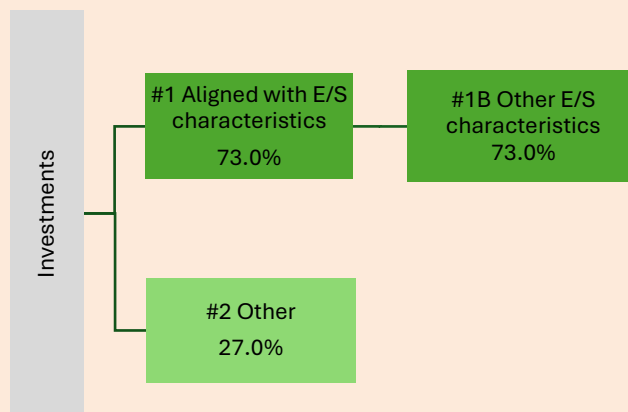 Investments
#1 Aligned with E/S
characteristics
73.0%
#1B Other E/S
characteristics
73.0%
#2 Other
27.0%